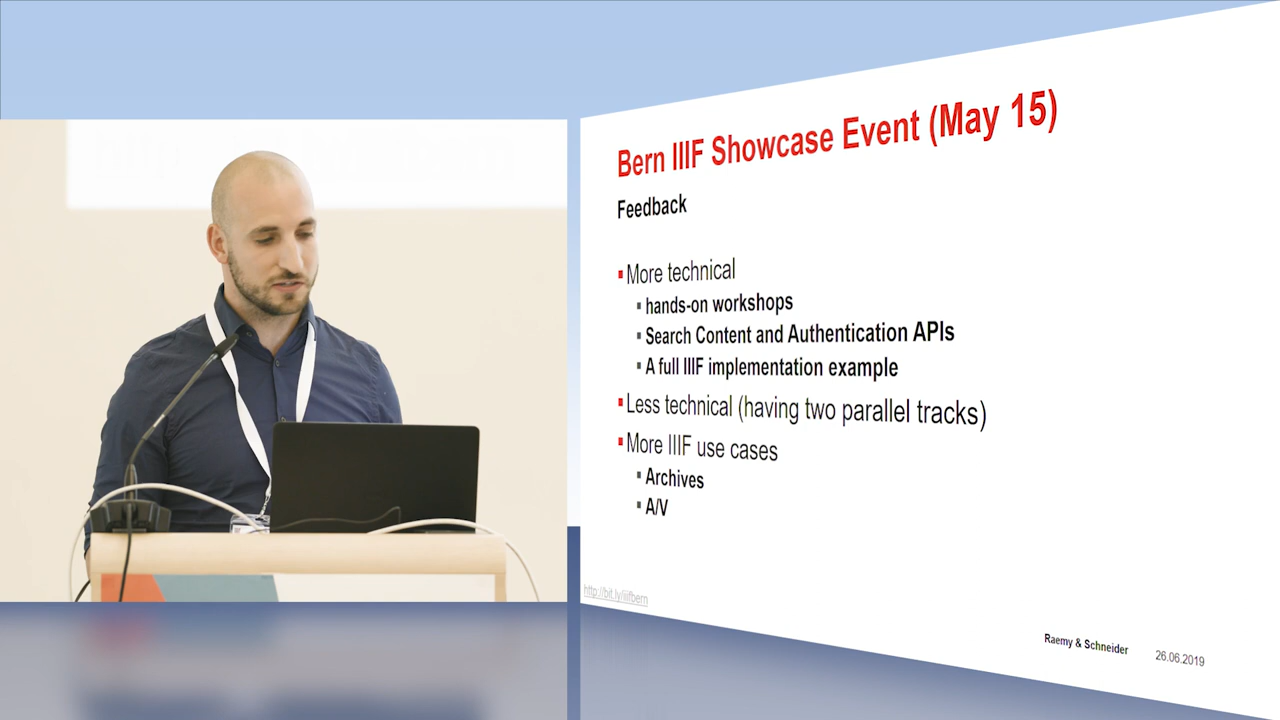 Bern IIIF Showcase Event (May 15)
Feedback
More technical
hands-on workshops
Search Content and Authentication APIs
A full IIIF implementation example
Less technical (having two parallel tracks)
More IIIF use cases
Archives
A/V
http://bit.ly/iiifbern
Raemy & Schneider
26.06.2019